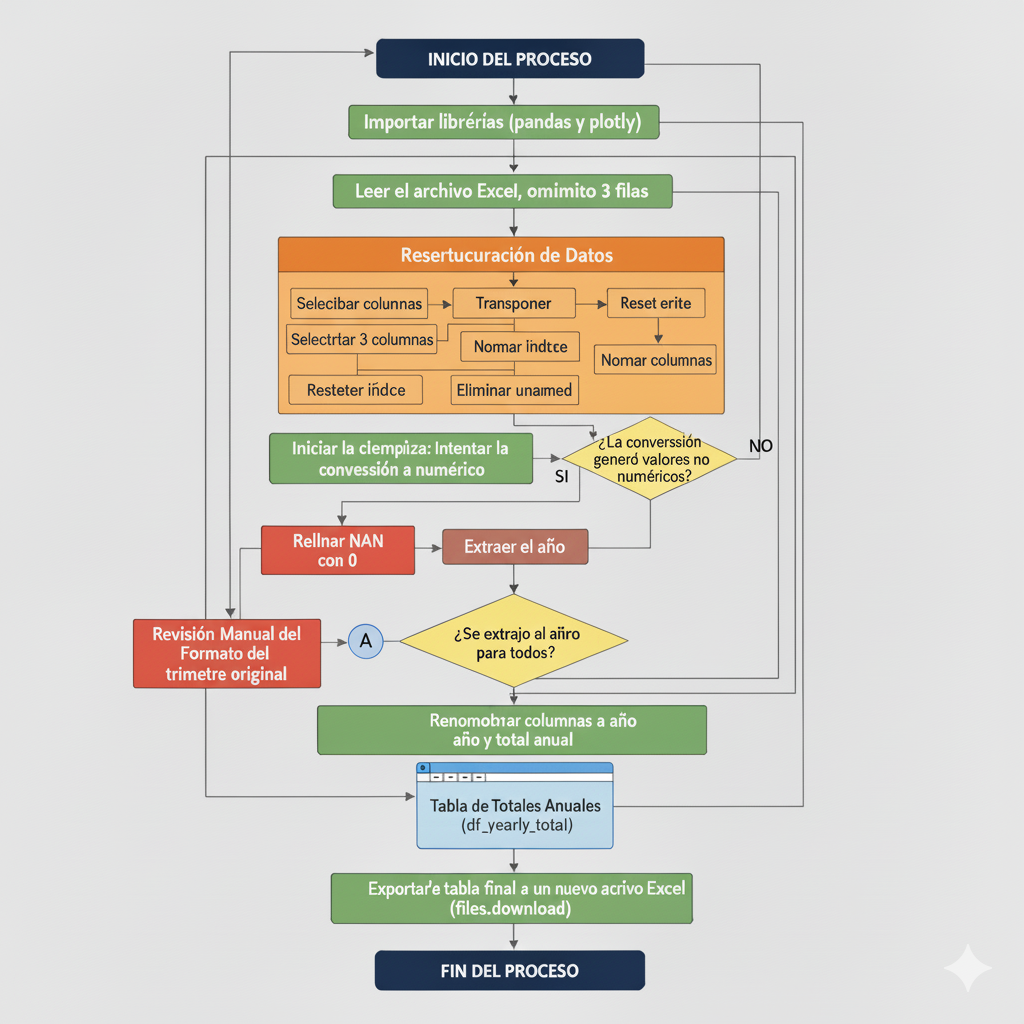 INICIO DEL PROCESO
Importar librérías (pandas y plotly)
Leer el archivo Excel, omimito 3 filas
Resertucuración de Datos
Selecibar columnas
Transponer
Reset erite
Selectrtar 3 columnas
Nomar indtce
Nomar columnas
Resteter índce
Eliminar unamed
Iniciar la clempiza: Intentar la
convessión a numérico
¿La converssión
generó valores no
numéricos?
NO
SI
Rellnar NAN
con 0
Extraer el año
Revisión Manual del
Formato del
trimetre original
A
¿Se extrajo al añro
para todos?
Renomobtar columnas a año
año y total anual
Tabla de Totales Anuales
(df_yearly_total)
Exportar'e tabla final a un nuevo acrivo Excel
(files.download)
FIN DEL PROCESO